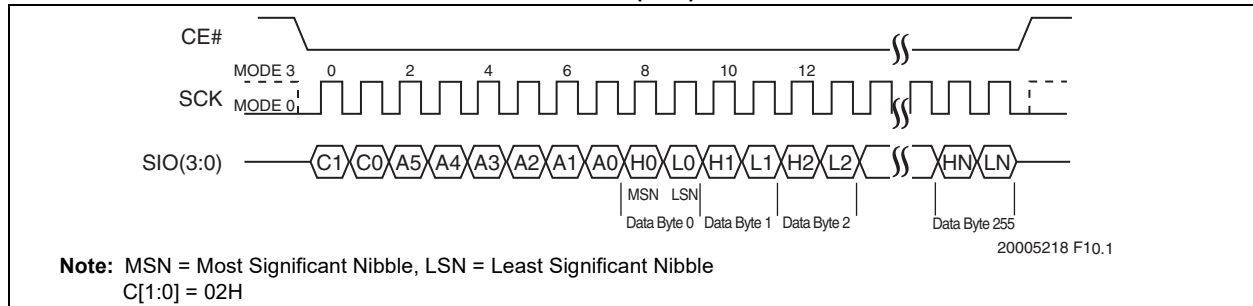 CE#
MODE 3 0 2 4 6 8 10 12
SCK MODE 0
SIO(3:0) C1 C0 A5 A4 A3 A2 A1 A0 H0 L0 H1 L1 H2 L2 HN LN
MSN LSN
Data Byte 0 Data Byte 1 Data Byte 2 Data Byte 255
20005218 F10.1
Note: MSN = Most Significant Nibble, LSN = Least Significant Nibble
C[1:0] = 02H